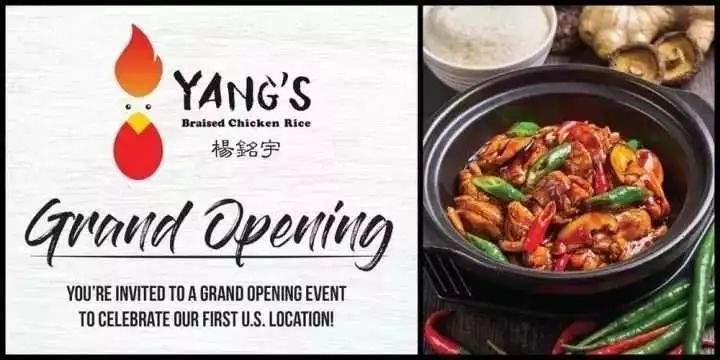 YANG'S
Braised Chicken Rice
楊銘宇
Grand Opening
YOU'RE INVITED TO A GRAND OPENING EVENT
TO CELEBRATE OUR FIRST U.S. LOCATION!